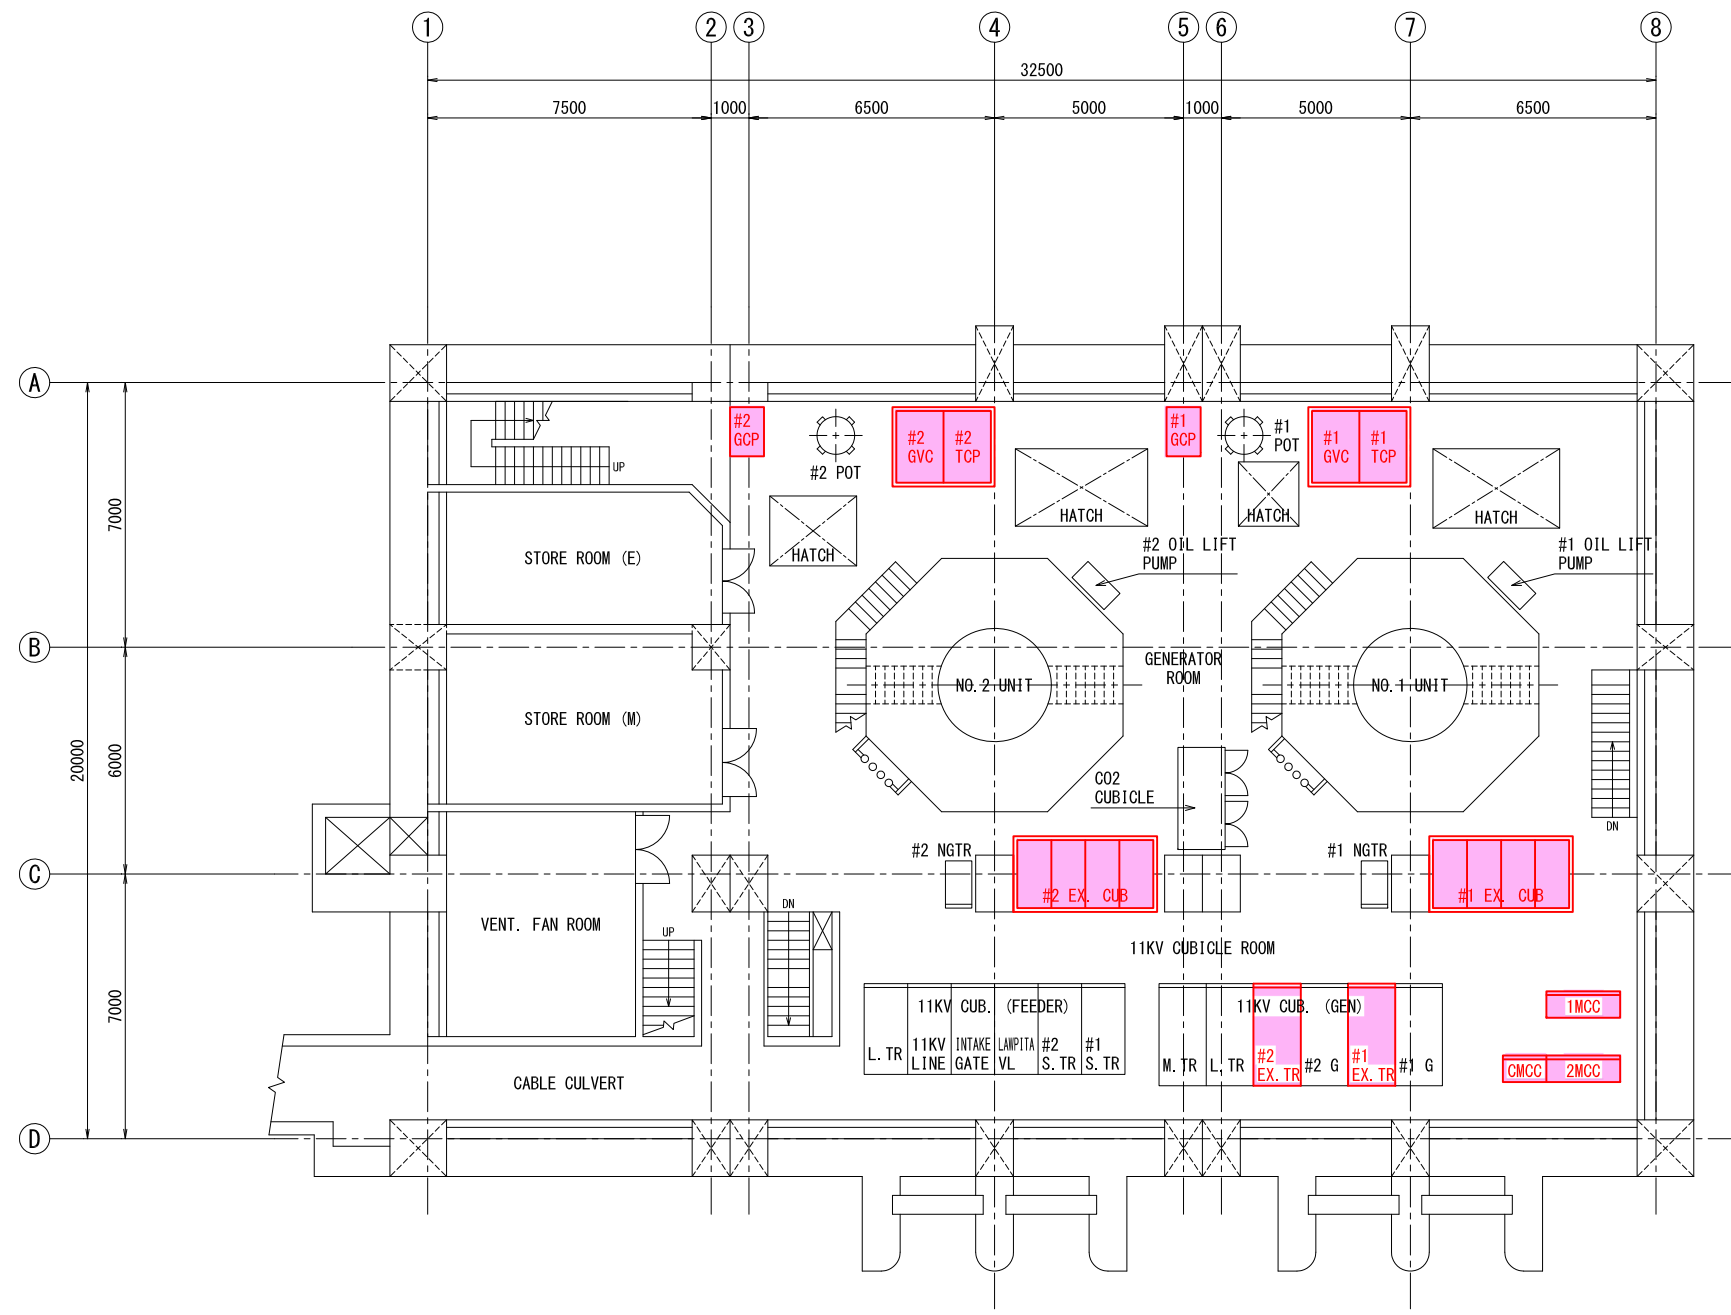 1 2 3 4 5 6 7 8
32500
7500 1000 6500 5000 1000 5000 6500
A
B
C
D
20000
7000
6000
7000
#2
GCP
#2 POT
#2
GVC
#2
TCP
#1
GCP
#1
POT
#1
GVC
#1
TCP
UP
HATCH
HATCH
HATCH
HATCH
STORE ROOM (E)
#2 OIL LIFT
PUMP
#1 OIL LIFT
PUMP
GENERATOR
ROOM
NO.2 UNIT
NO.1 UNIT
STORE ROOM (M)
CO2
CUBICLE
DN
#2 NGTR
#1 NGTR
#2 EX. CUB
#1 EX. CUB
VENT. FAN ROOM
UP
DN
11KV CUBICLE ROOM
11KV CUB. (FEEDER)
L.TR
11KV
LINE
INTAKE
GATE
LAWPITA
VL
#2
S.TR
#1
S.TR
11KV CUB. (GEN)
M.TR
L.TR
#2
EX.TR
#2 G
#1
EX.TR
#1 G
1MCC
CMCC
2MCC
CABLE CULVERT